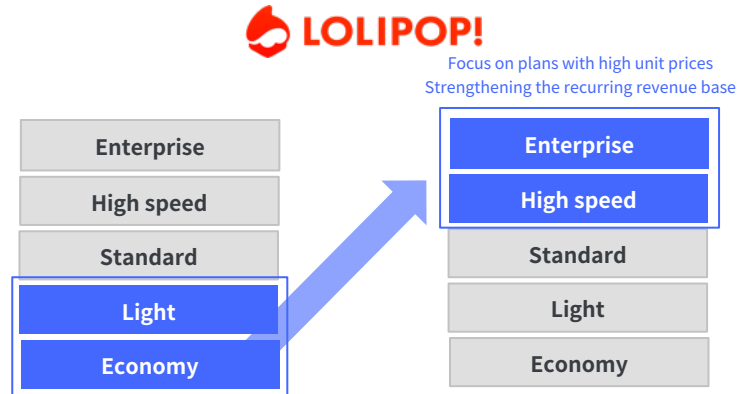 LOLIPOP!
Focus on plans with high unit prices
Strengthening the recurring revenue base
Enterprise
High speed
Standard
Light
Economy
Enterprise
High speed
Standard
Light
Economy